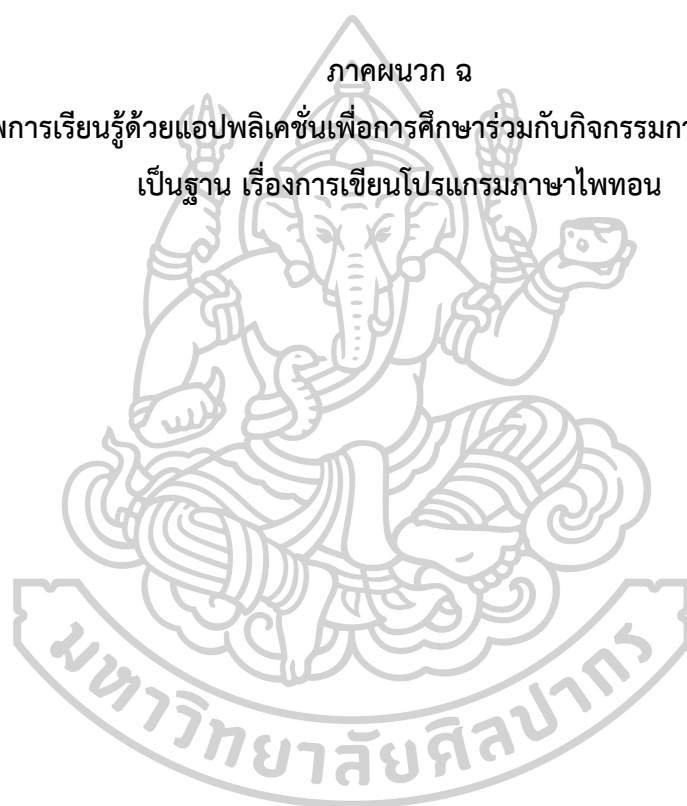 ภาคผนวก ฉ
พการเรียนรู้ด้วยแอปพลิเคชั่นเพื่อการศึกษาร่วมกับกิจกรรมกา
เป็นฐาน เรื่องการเขียนโปรแกรมภาษาไพทอน
มหาวิทยาลัยศิลปากร